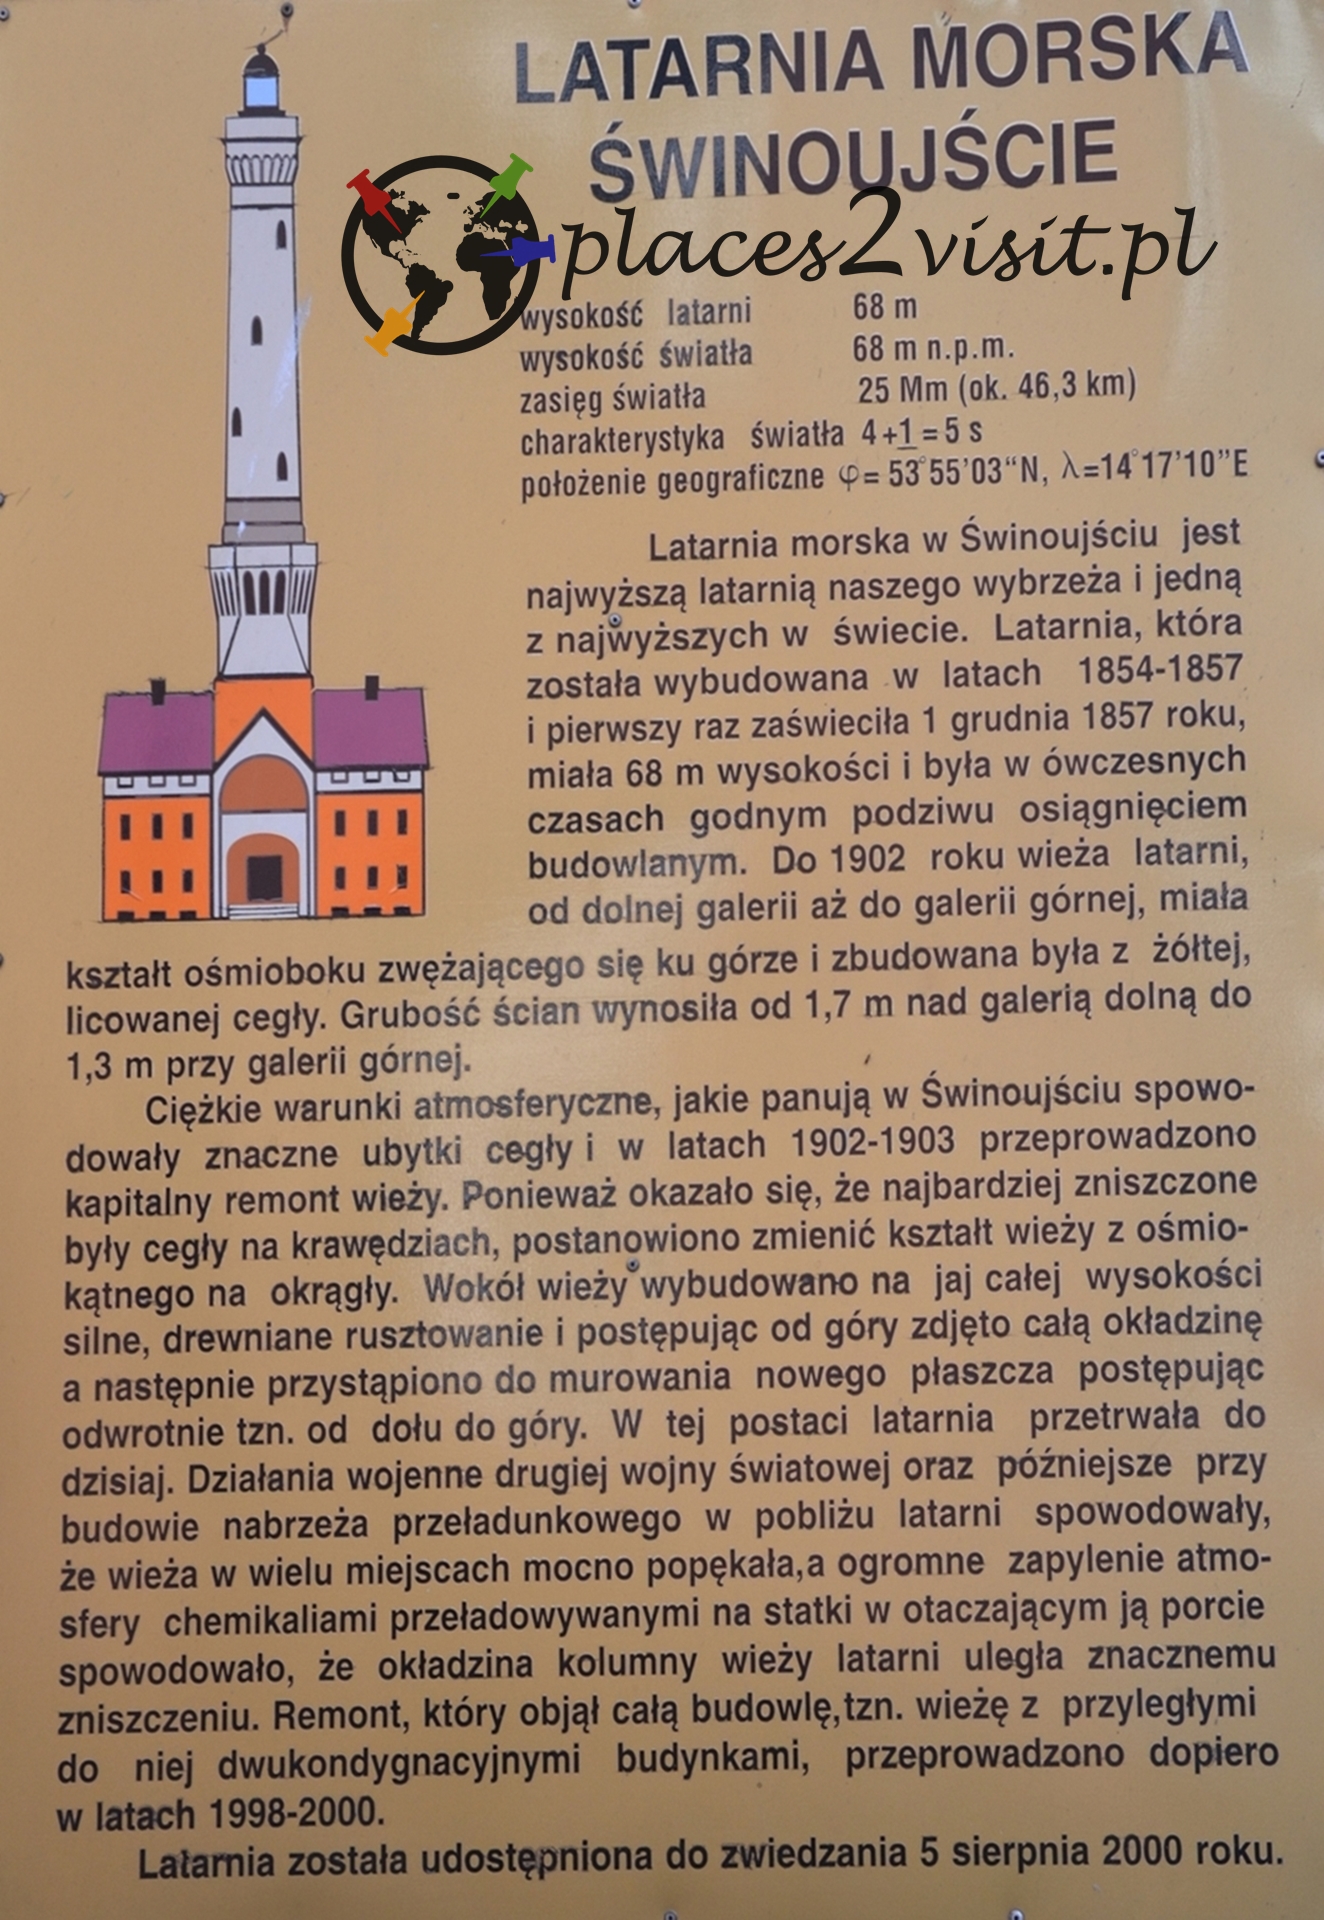 LATARNIA MORSKA
ŚWINOUJŚCIE
places2visit.pl
wysokość latarni 68 m
wysokość światła 68 m n.p.m.
zasięg światła 25 Mm (ok. 46,3 km)
charakterystyka światła 4+1=5 s
położenie geograficzne φ= 53°55'03“N, λ=14°17'10”E
Latarnia morska w Świnoujściu jest
najwyższą latarnią naszego wybrzeża i jedną
z najwyższych w świecie. Latarnia, która
została wybudowana w latach 1854-1857
i pierwszy raz zaświeciła 1 grudnia 1857 roku,
miała 68 m wysokości i była w ówczesnych
czasach godnym podziwu osiągnięciem
budowlanym. Do 1902 roku wieża latarni,
od dolnej galerii aż do galerii górnej, miała
kształt ośmioboku zwężającego się ku górze i zbudowana była z żółtej,
licowanej cegły. Grubość ścian wynosiła od 1,7 m nad galerią dolną do
1,3 m przy galerii górnej.
Ciężkie warunki atmosferyczne, jakie panują w Świnoujściu spowo-
dowały znaczne ubytki cegły i w latach 1902-1903 przeprowadzono
kapitalny remont wieży. Ponieważ okazało się, że najbardziej zniszczone
były cegły na krawędziach, postanowiono zmienić kształt wieży z ośmio-
kątnego na okrągły. Wokół wieży wybudowano na jaj całej wysokości
silne, drewniane rusztowanie i postępując od góry zdjęto całą okładzinę
a następnie przystąpiono do murowania nowego płaszcza postępując
odwrotnie tzn. od dołu do góry. W tej postaci latarnia przetrwała do
dzisiaj. Działania wojenne drugiej wojny światowej oraz późniejsze przy
budowie nabrzeża przeładunkowego w pobliżu latarni spowodowały,
że wieża w wielu miejscach mocno popękała,a ogromne zapylenie atmo-
sfery chemikaliami przeładowywanymi na statki w otaczającym ją porcie
spowodowało, że okładzina kolumny wieży latarni uległa znacznemu
zniszczeniu. Remont, który objął całą budowlę,tzn. wieżę z przyległymi
do niej dwukondygnacyjnymi budynkami, przeprowadzono dopiero
w latach 1998-2000.
Latarnia została udostępniona do zwiedzania 5 sierpnia 2000 roku.